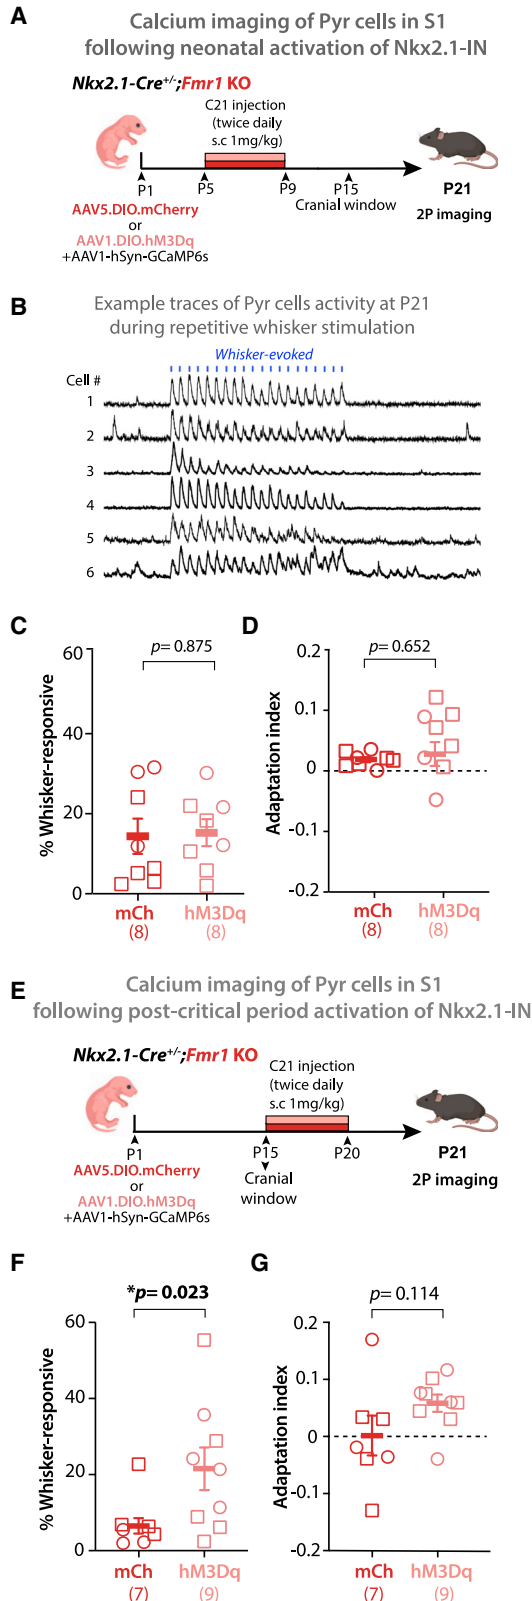 A
Calcium imaging of Pyr cells in S1
following neonatal activation of Nkx2.1-IN
Nkx2.1-Cre+/-;Fmr1 KO
C21 injection
(twice daily
s.c 1mg/kg)
P1
P5
P9
P15
Cranial window
P21
2P imaging
AAV5.DIO.mCherry
or
AAV1.DIO.hM3Dq
+AAV1-hSyn-GCaMP6s
B
Example traces of Pyr cells activity at P21
during repetitive whisker stimulation
Whisker-evoked
Cell #
1
2
3
4
5
6
C
p= 0.875
% Whisker-responsive
60
40
20
0
mCh
(8)
hM3Dq
(8)
D
p= 0.652
Adaptation index
0.2
0.1
0
-0.1
-0.2
mCh
(8)
hM3Dq
(8)
E
Calcium imaging of Pyr cells in S1
following post-critical period activation of Nkx2.1-IN
Nkx2.1-Cre+/-;Fmr1 KO
C21 injection
(twice daily
s.c 1mg/kg)
P1
P15
P20
Cranial
window
P21
2P imaging
AAV5.DIO.mCherry
or
AAV1.DIO.hM3Dq
+AAV1-hSyn-GCaMP6s
F
*p= 0.023
% Whisker-responsive
60
40
20
0
mCh
(7)
hM3Dq
(9)
G
p= 0.114
Adaptation index
0.2
0.1
0
-0.1
-0.2
mCh
(7)
hM3Dq
(9)